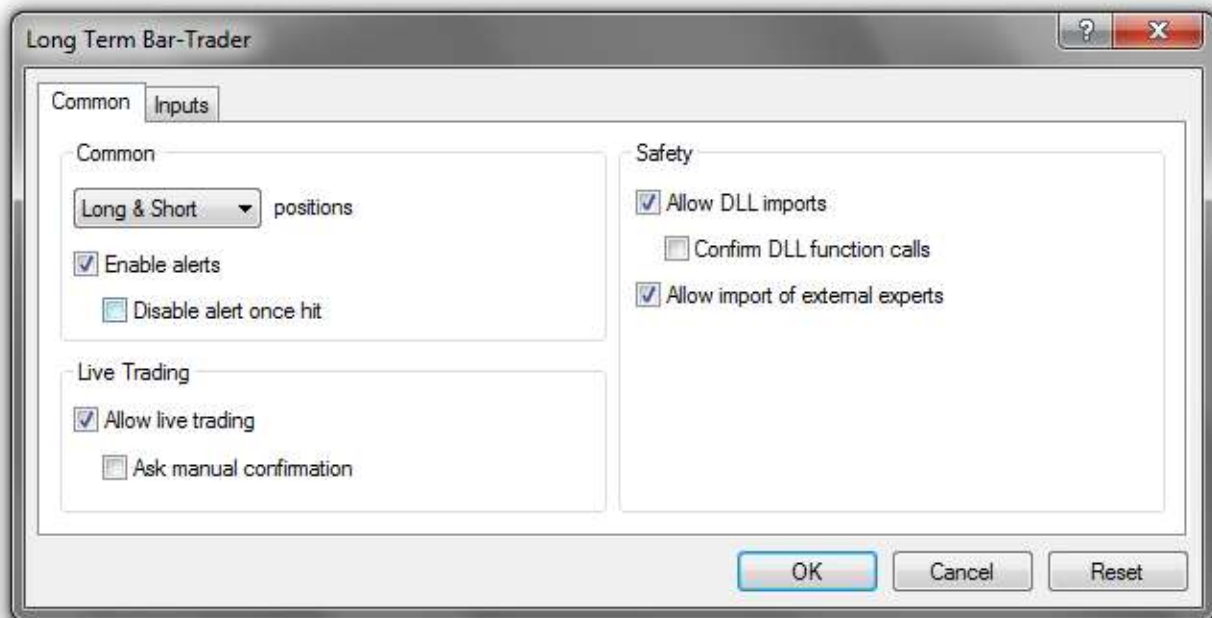 Long Term Bar-Trader
?
Common
Inputs
Common
Long & Short positions
Enable alerts
Disable alert once hit
Live Trading
Allow live trading
Ask manual confirmation
Safety
Allow DLL imports
Confirm DLL function calls
Allow import of external experts
OK
Cancel
Reset